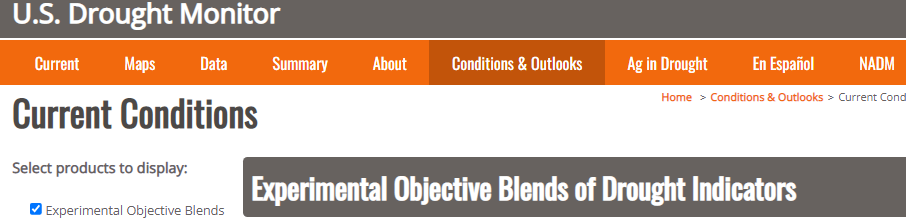 U.S. Drought Monitor
Current Maps Data Summary About Conditions & Outlooks Ag in Drought En Español NADM
Home > Conditions & Outlooks > Current Cond
Current Conditions
Select products to display:
Experimental Objective Blends
Experimental Objective Blends of Drought Indicators